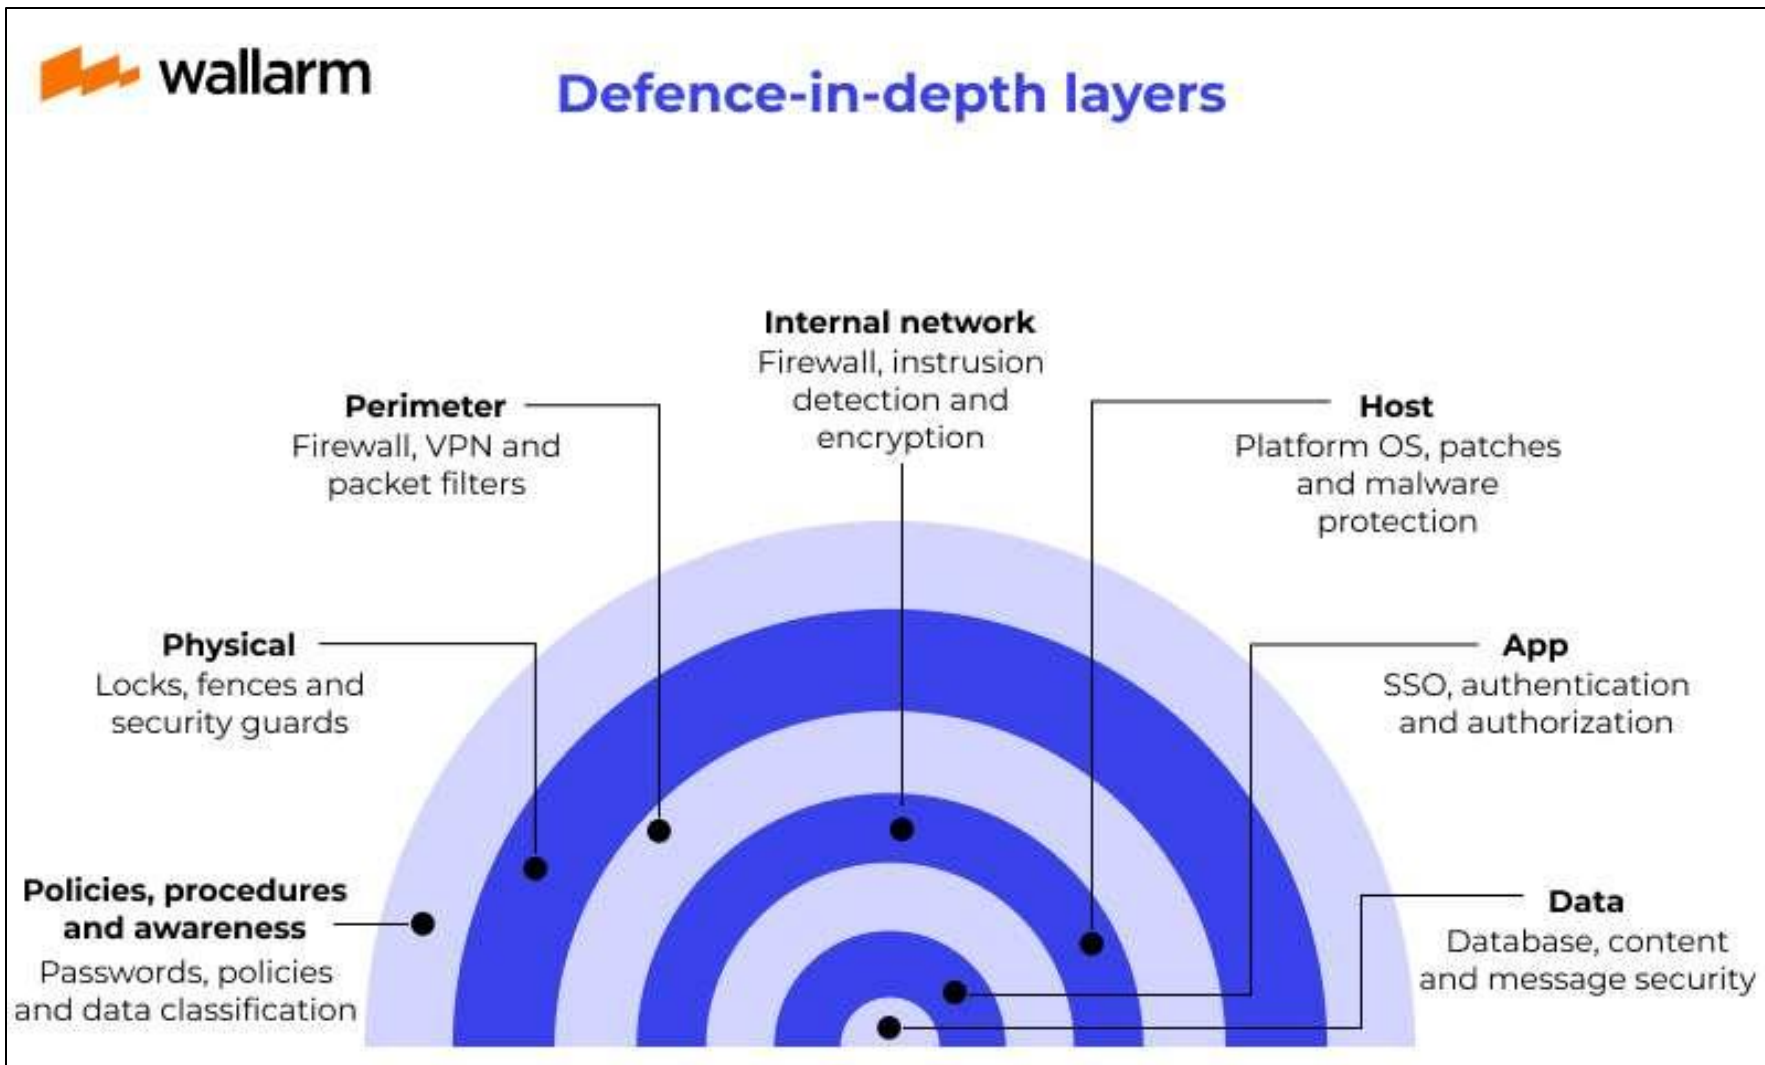 wallarm
Defence-in-depth layers
Internal network
Firewall, instrusion
detection and
encryption
Perimeter
Firewall, VPN and
packet filters
Host
Platform OS, patches
and malware
protection
Physical
Locks, fences and
security guards
App
SSO, authentication
and authorization
Policies, procedures
and awareness
Passwords, policies
and data classification
Data
Database, content
and message security